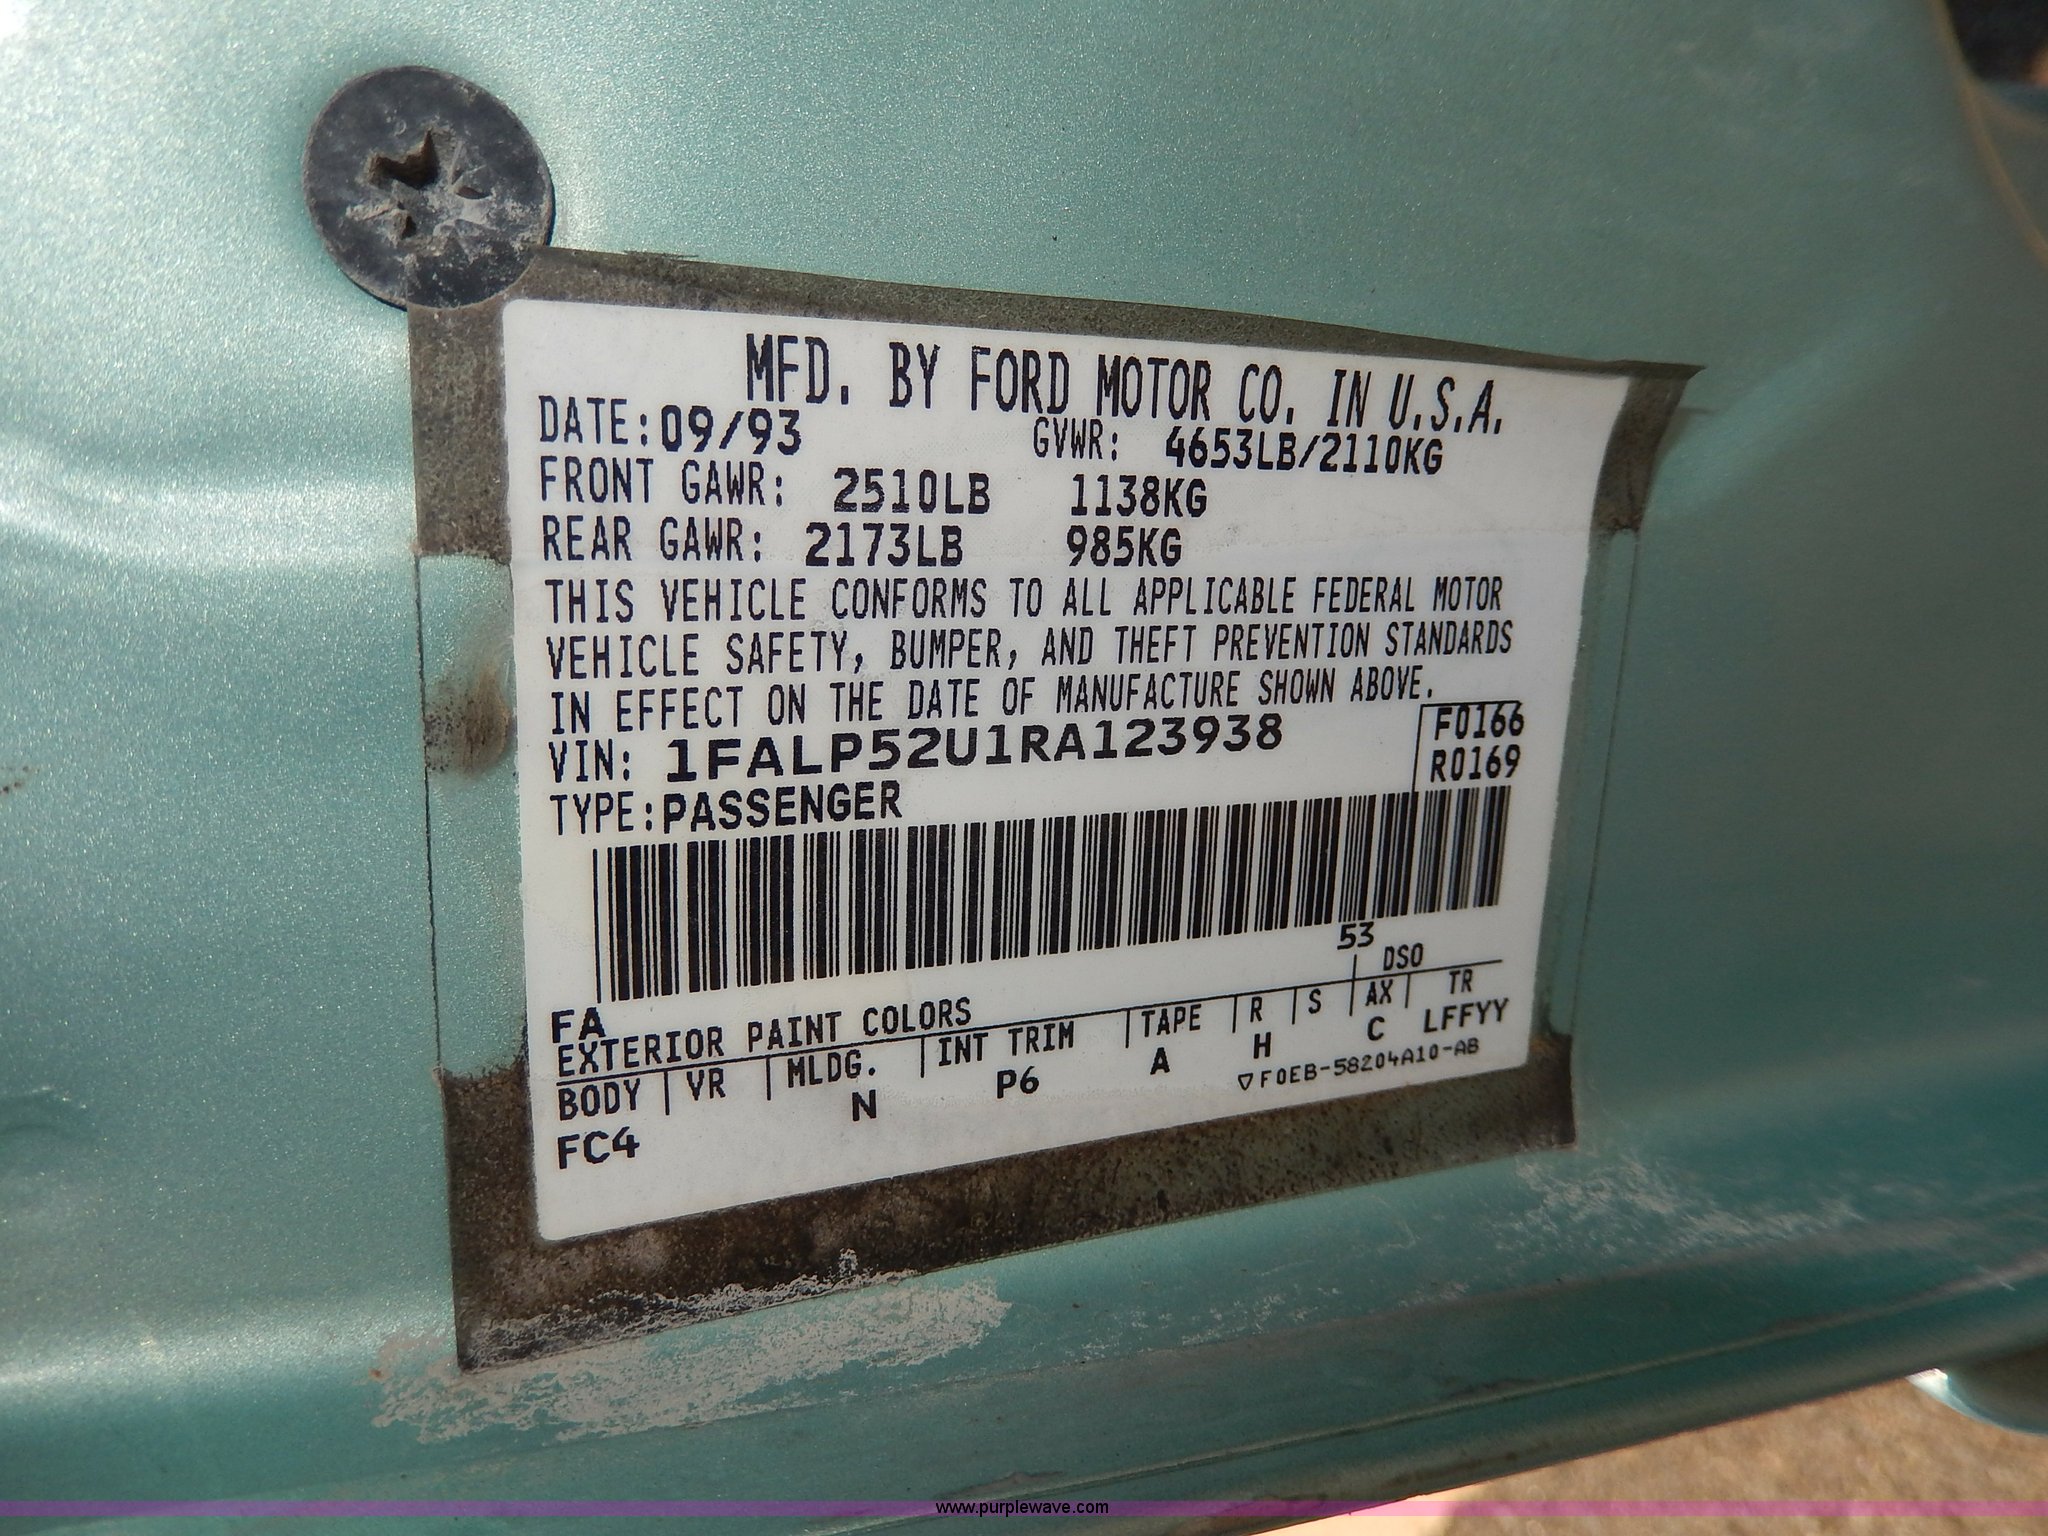 MFD. BY FORD MOTOR CO. IN U.S.A.
DATE: 09/93 GVWR: 4653LB/2110KG
FRONT GAWR: 2510LB 1138KG
REAR GAWR: 2173LB 985KG
THIS VEHICLE CONFORMS TO ALL APPLICABLE FEDERAL MOTOR
VEHICLE SAFETY, BUMPER, AND THEFT PREVENTION STANDARDS
IN EFFECT ON THE DATE OF MANUFACTURE SHOWN ABOVE.
VIN: 1FALP52U1RA123938 F0166
TYPE: PASSENGER R0169
53
FA DSO
EXTERIOR PAINT COLORS
BODY VR MLDG. INT TRIM TAPE R S AX TR
FC4 N P6 A H C LFFYY
▽F0EB-58204A10-AB
www.purplewave.com